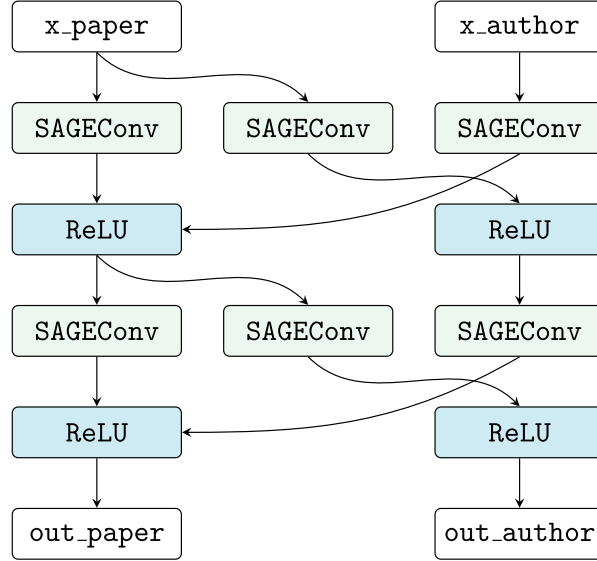 x_paper x_author
SAGEConv SAGEConv SAGEConv
ReLU ReLU
SAGEConv SAGEConv SAGEConv
ReLU ReLU
out_paper out_author